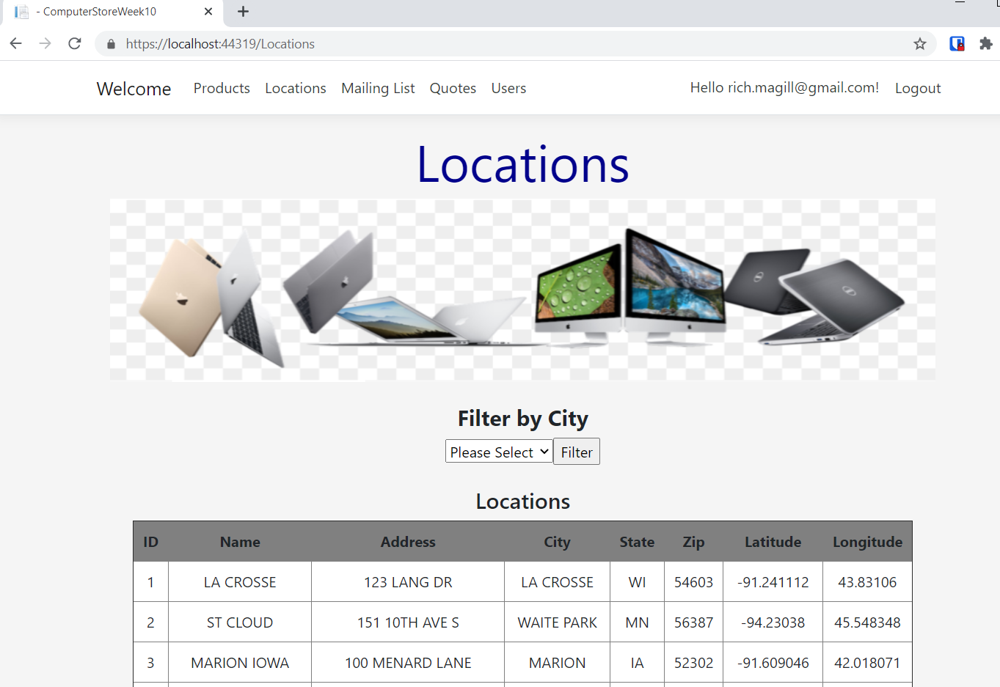 - ComputerStoreWeek10
https://localhost:44319/Locations
Welcome Products Locations Mailing List Quotes Users Hello rich.magill@gmail.com! Logout
Locations
Filter by City
Please Select Filter
Locations
ID Name Address City State Zip Latitude Longitude
1 LA CROSSE 123 LANG DR LA CROSSE WI 54603 -91.241112 43.83106
2 ST CLOUD 151 10TH AVE S WAITE PARK MN 56387 -94.23038 45.548348
3 MARION IOWA 100 MENARD LANE MARION IA 52302 -91.609046 42.018071